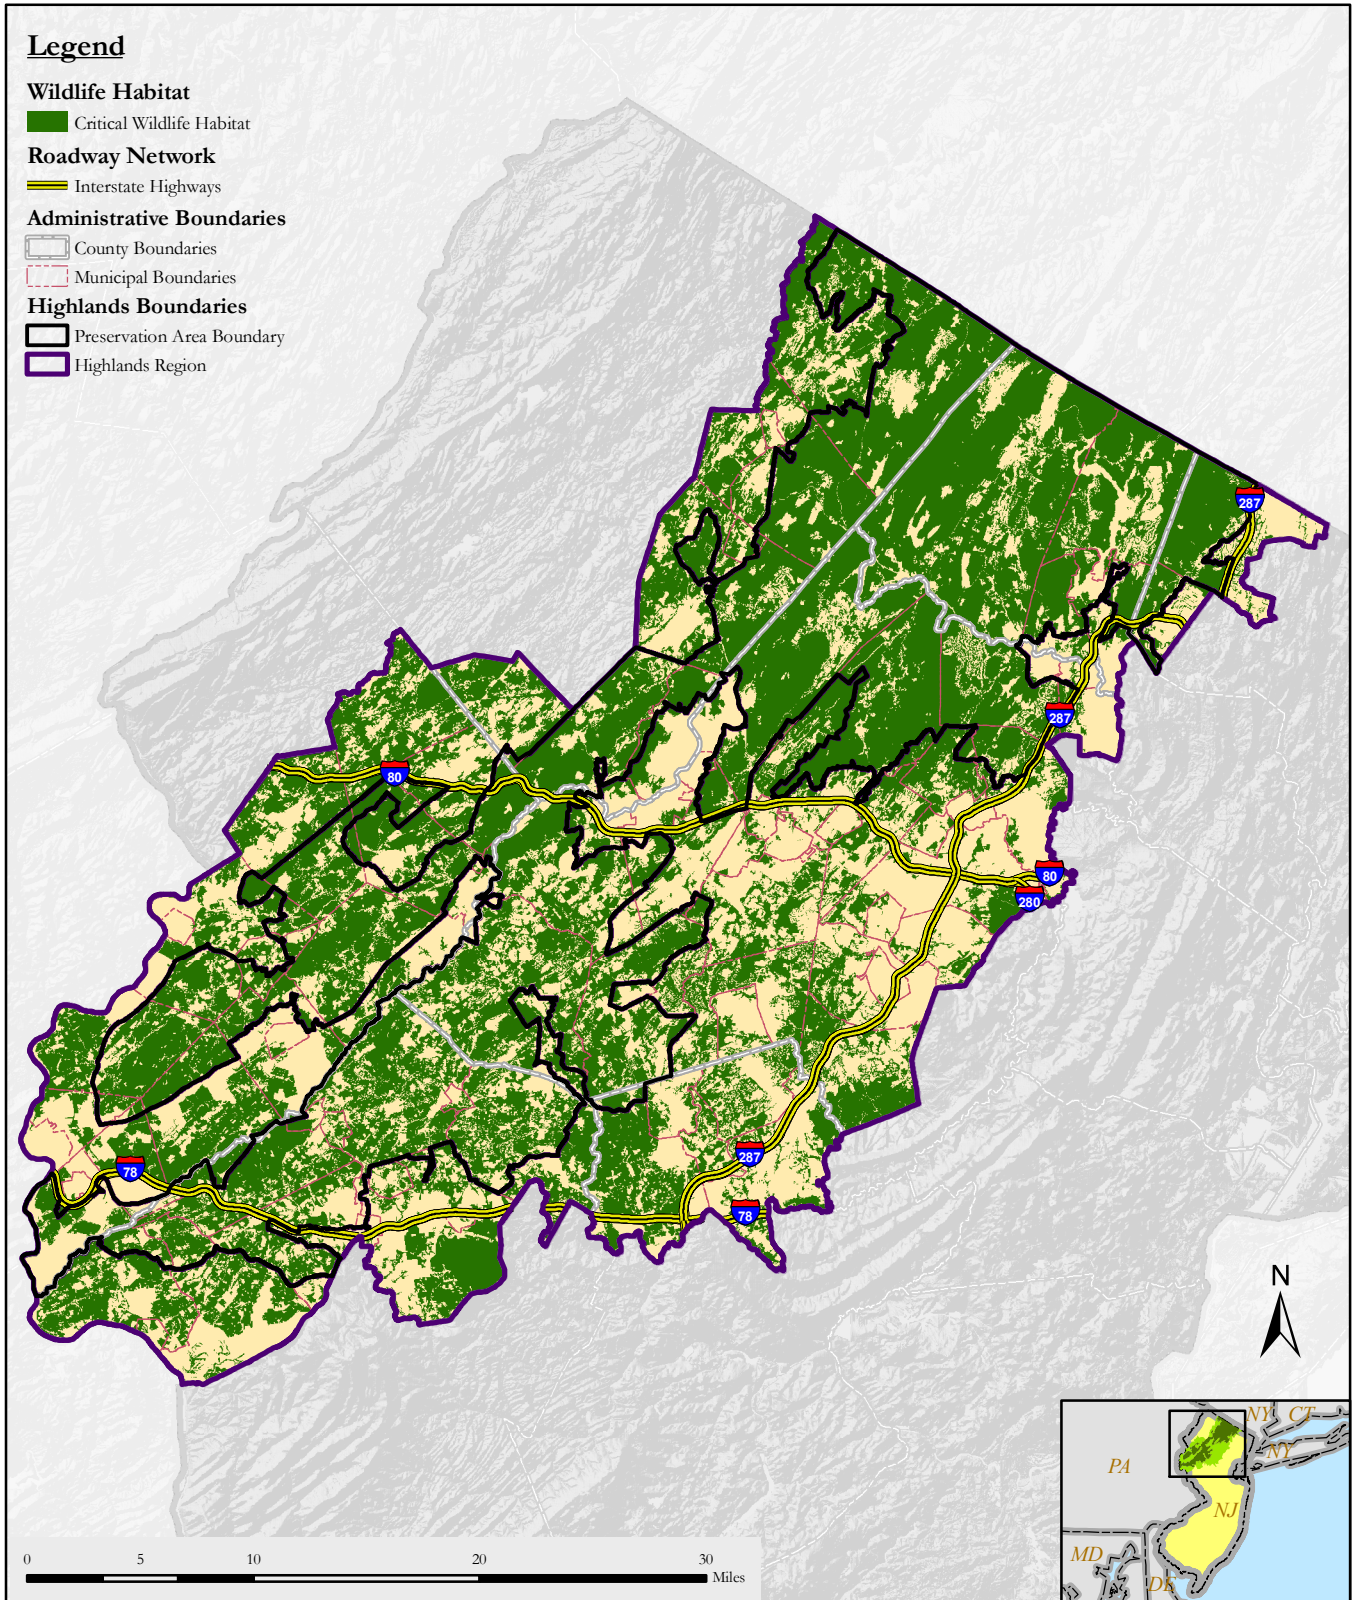 Legend
Wildlife Habitat
Critical Wildlife Habitat
Roadway Network
Interstate Highways
Administrative Boundaries
County Boundaries
Municipal Boundaries
Highlands Boundaries
Preservation Area Boundary
Highlands Region
287
287
80
80
280
78
287
78
N
NY CT
NY
PA
NJ
MD
DE
0 5 10 20 30
Miles